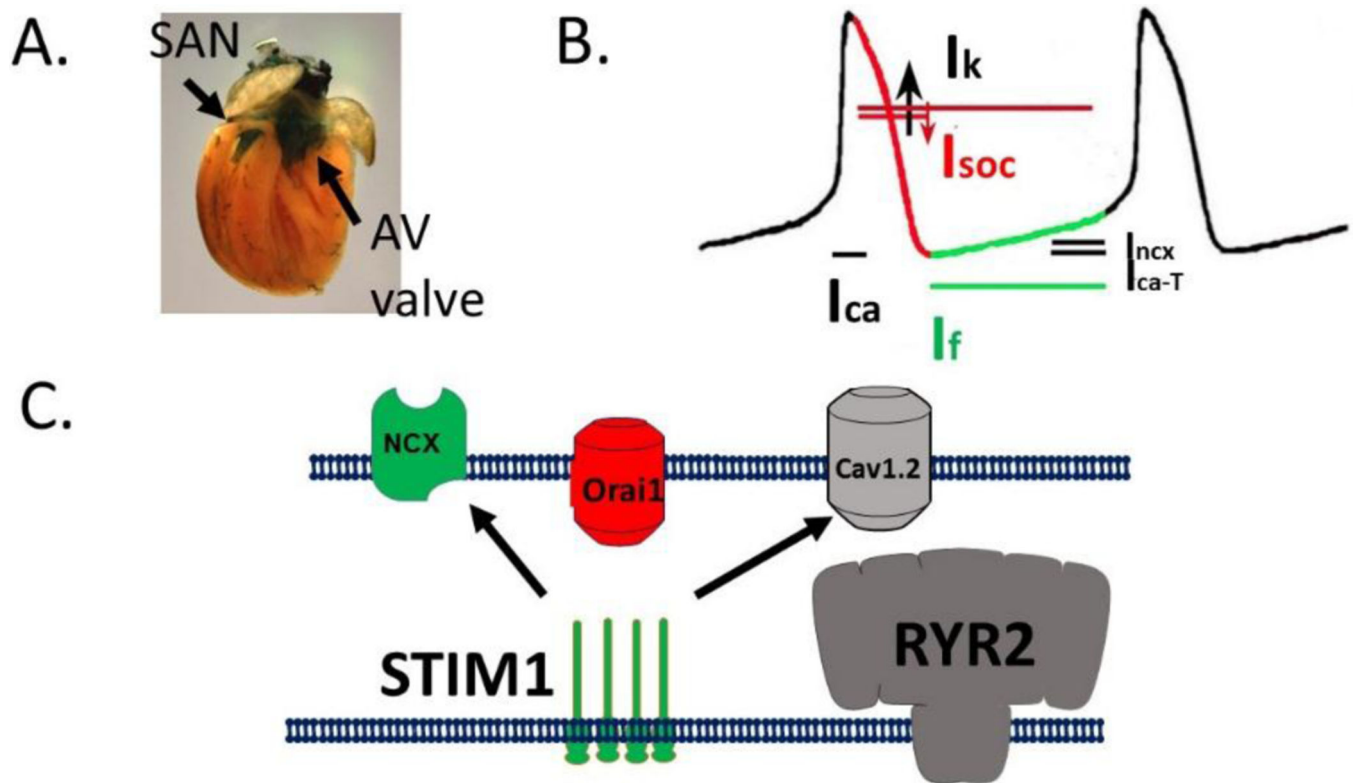 A.
SAN
AV
valve
B.
Ik
Isoc
Ica
Incx
Ica-T
If
C.
NCX
Orai1
Cav1.2
STIM1
RYR2